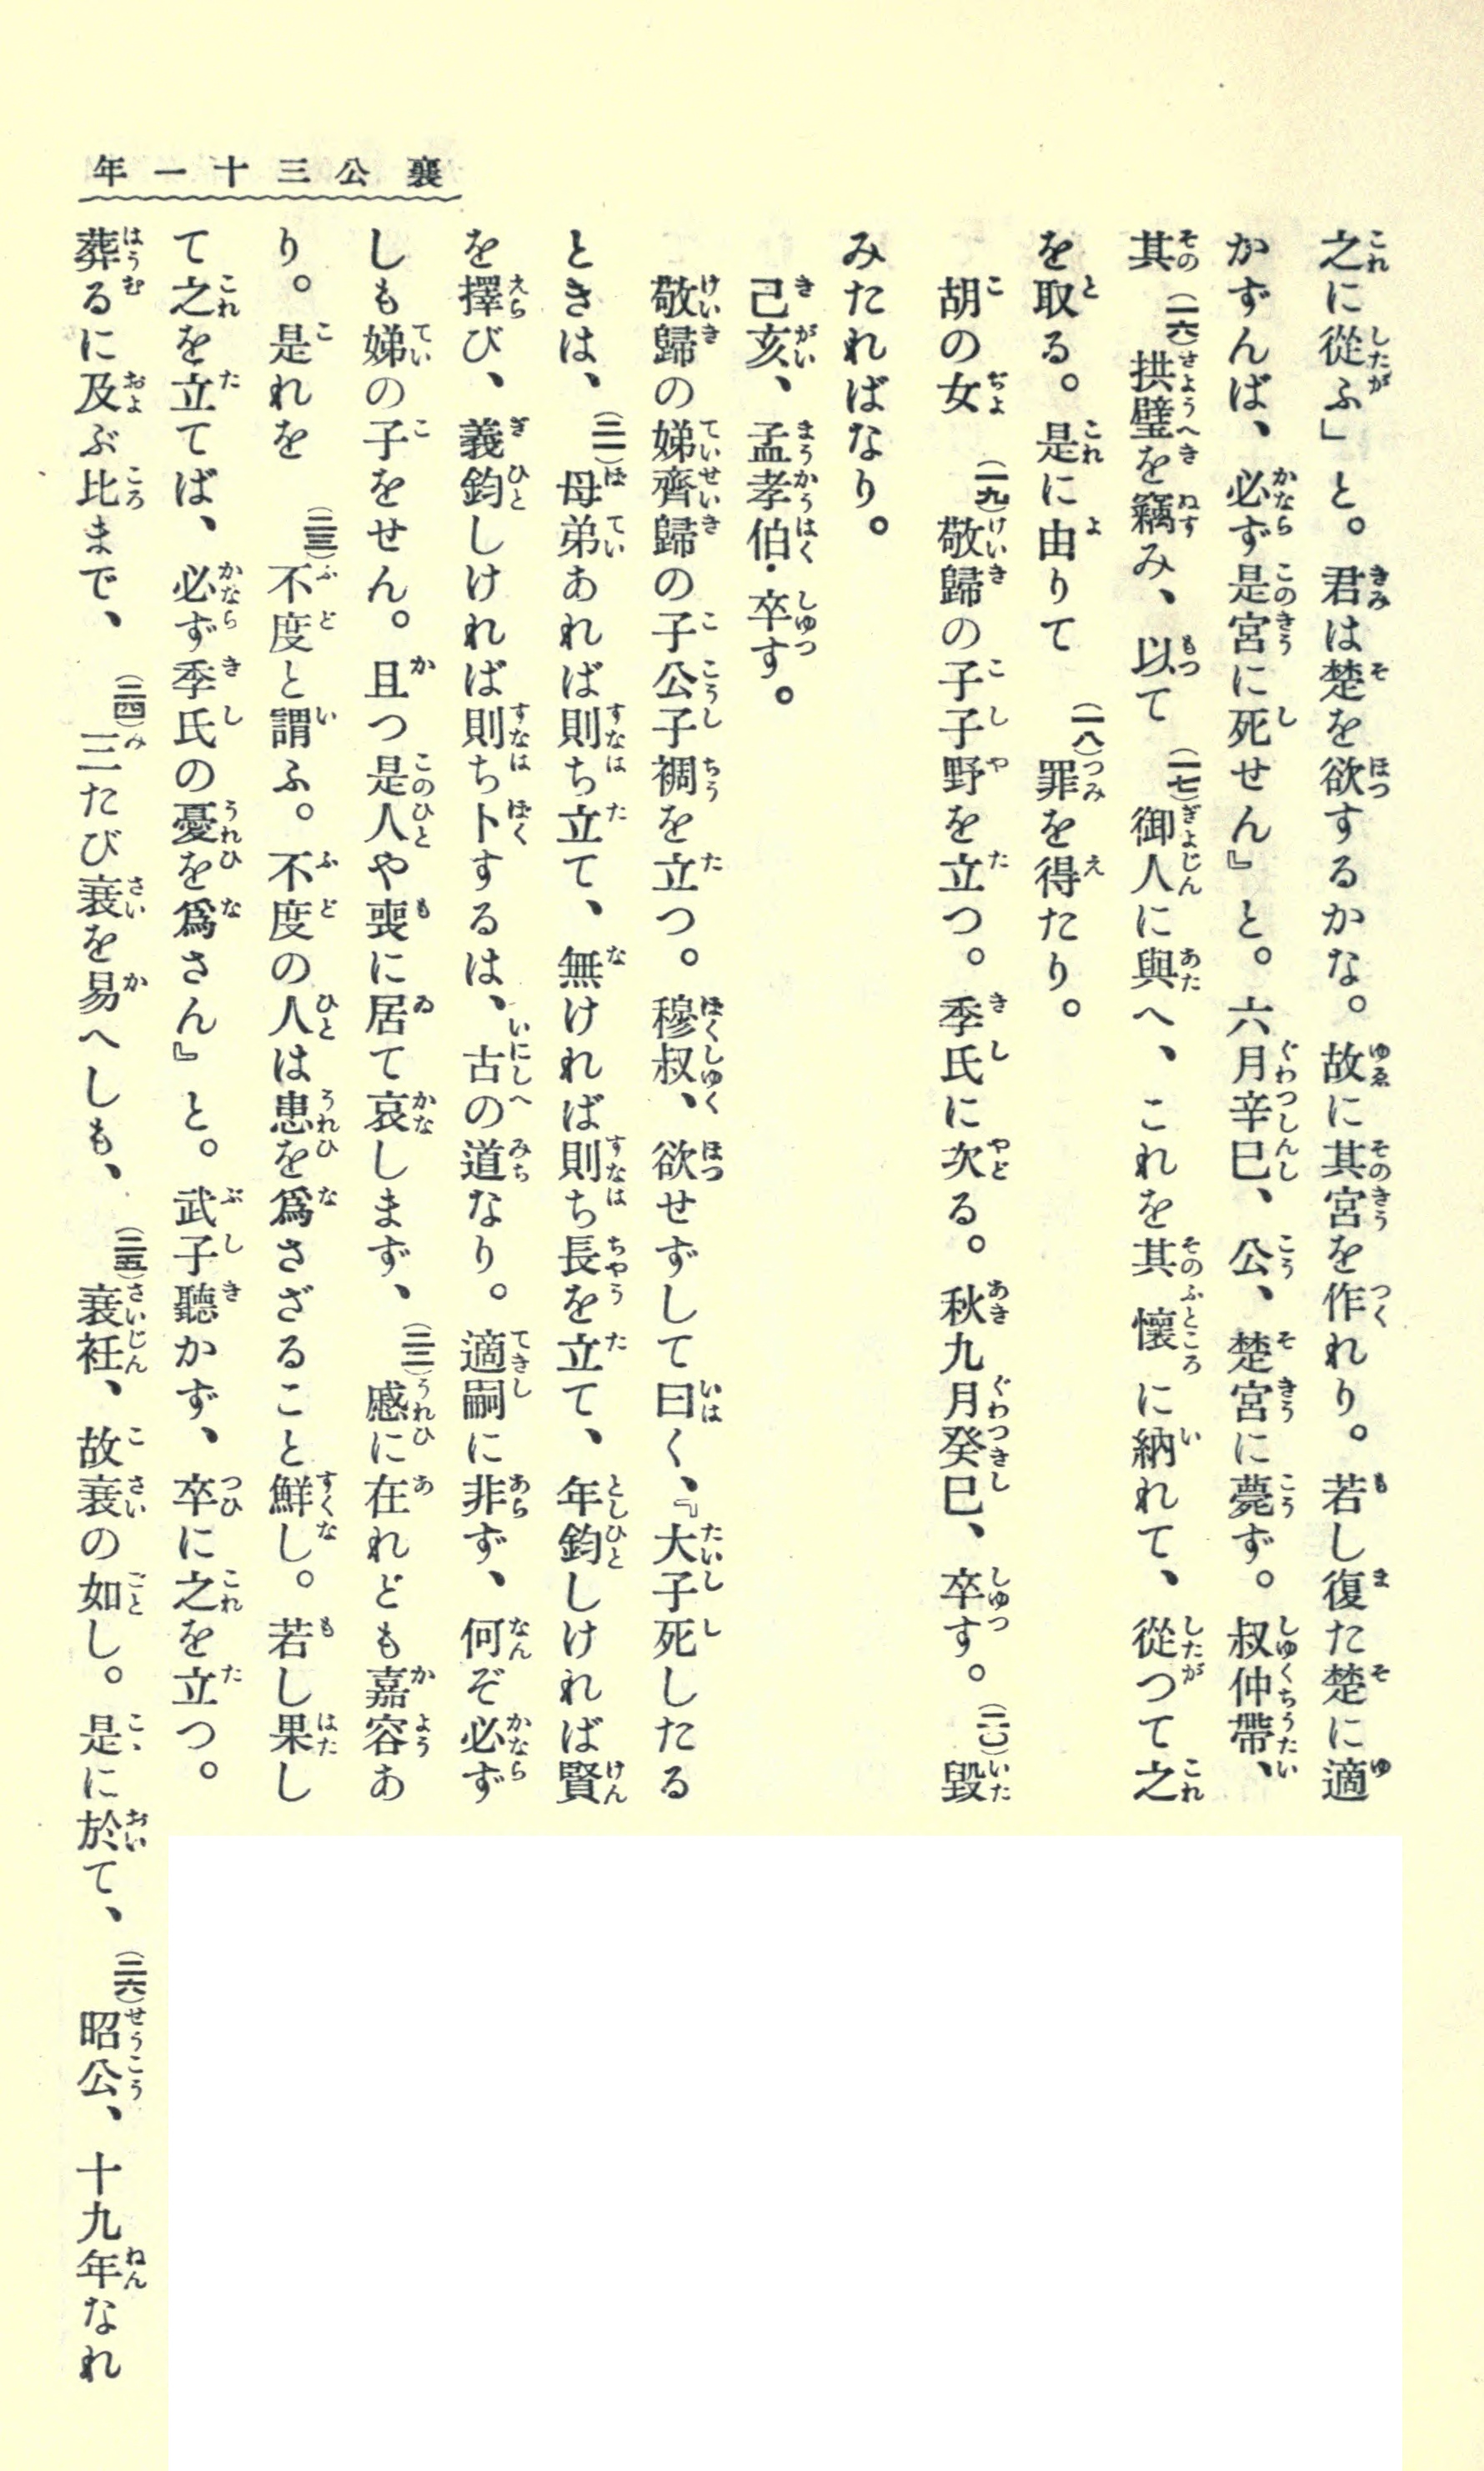 襄公三十一年
之に從ふ」と。君は楚を欲するかな。故に其宮を作れり。若し復た楚に適
かずんば、必ず是宮に死せん』と。六月辛巳、公、楚宮に薨ず。叔仲帶、
其(一六)拱璧を竊み、以て(一七)御人に與へ、これを其懷に納れて、從つて之
を取る。是に由りて(一八)罪を得たり。
胡の女(一九)敬歸の子子野を立つ。季氏に次る。秋九月癸巳、卒す。(二〇)毀
みたればなり。
己亥、孟孝伯・卒す。
敬歸の娣齊歸の子公子裯を立つ。穆叔、欲せずして曰く、『大子死したる
ときは、(二一)母弟あれば則ち立て、無ければ則ち長を立て、年鈞しければ賢
を擇び、義鈞しければ則ち卜するは、古の道なり。適嗣に非ず、何ぞ必ず
しも娣の子をせん。且つ是人や喪に居て哀しまず、(二二)慼に在れども嘉容あ
り。是れを(二三)不度と謂ふ。不度の人は患を爲さざること鮮し。若し果し
て之を立てば、必ず季氏の憂を爲さん』と。武子聽かず、卒に之を立つ。
葬るに及ぶ比まで、(二四)三たび衰を易へしも、(二五)衰衽、故衰の如し。是に於て、(二六)昭公、十九年なれ